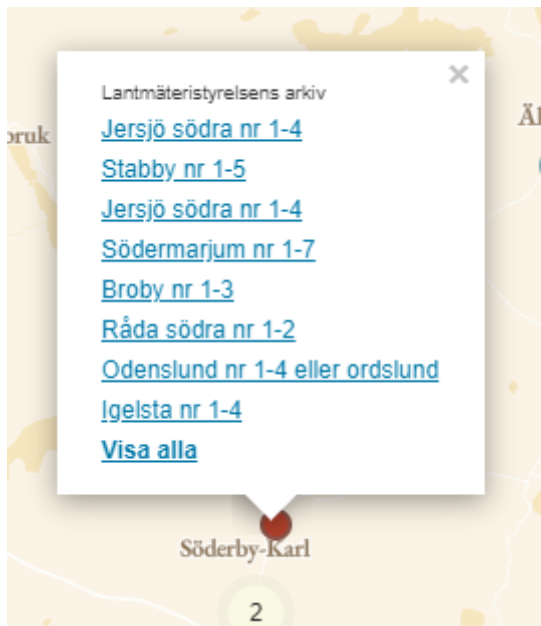 Lantmäteristyrelsens arkiv
Jersjö södra nr 1-4
Stabby nr 1-5
Jersjö södra nr 1-4
Södermarjum nr 1-7
Broby nr 1-3
Råda södra nr 1-2
Odenslund nr 1-4 eller ordslund
Igelsta nr 1-4
Visa alla
Söderby-Karl
2